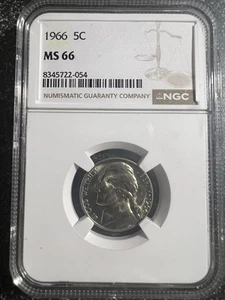 1966 5C
MS 66
8345722-054
NUMISMATIC GUARANTY COMPANY
NGC